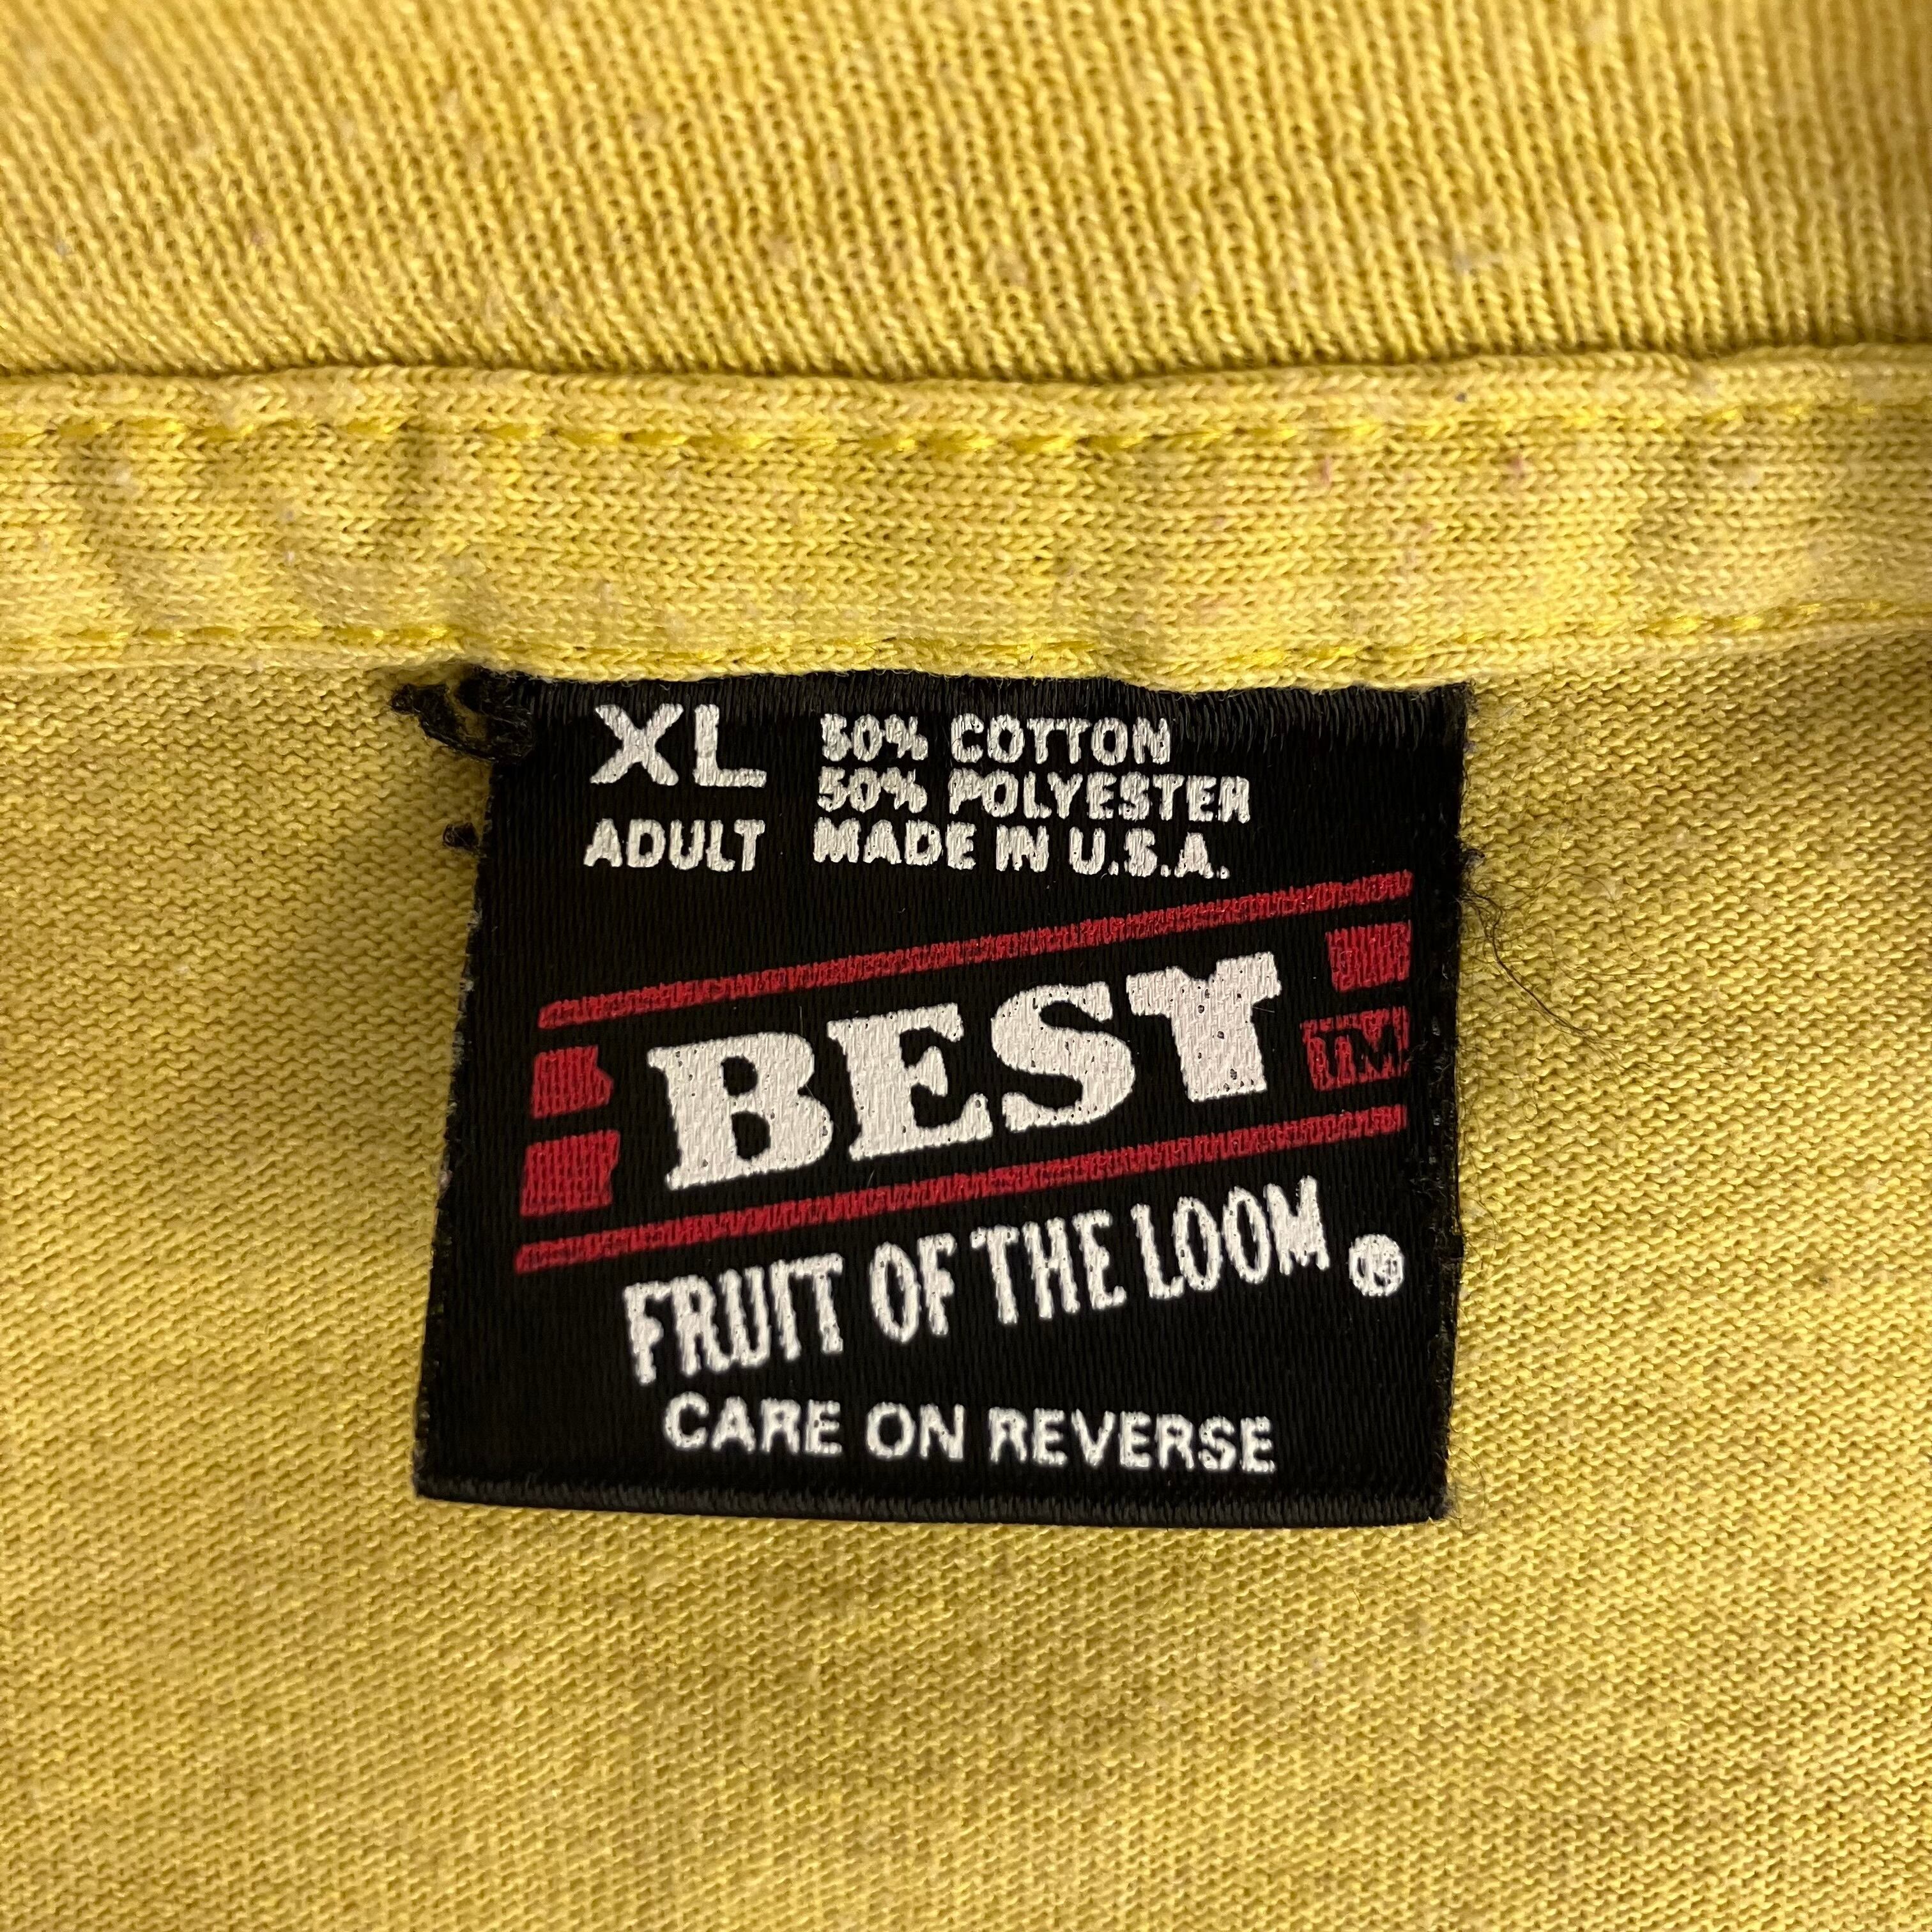 XL
ADULT
50% COTTON
50% POLYESTER
MADE IN U.S.A.
BEST TM
FRUIT OF THE LOOM ®
CARE ON REVERSE